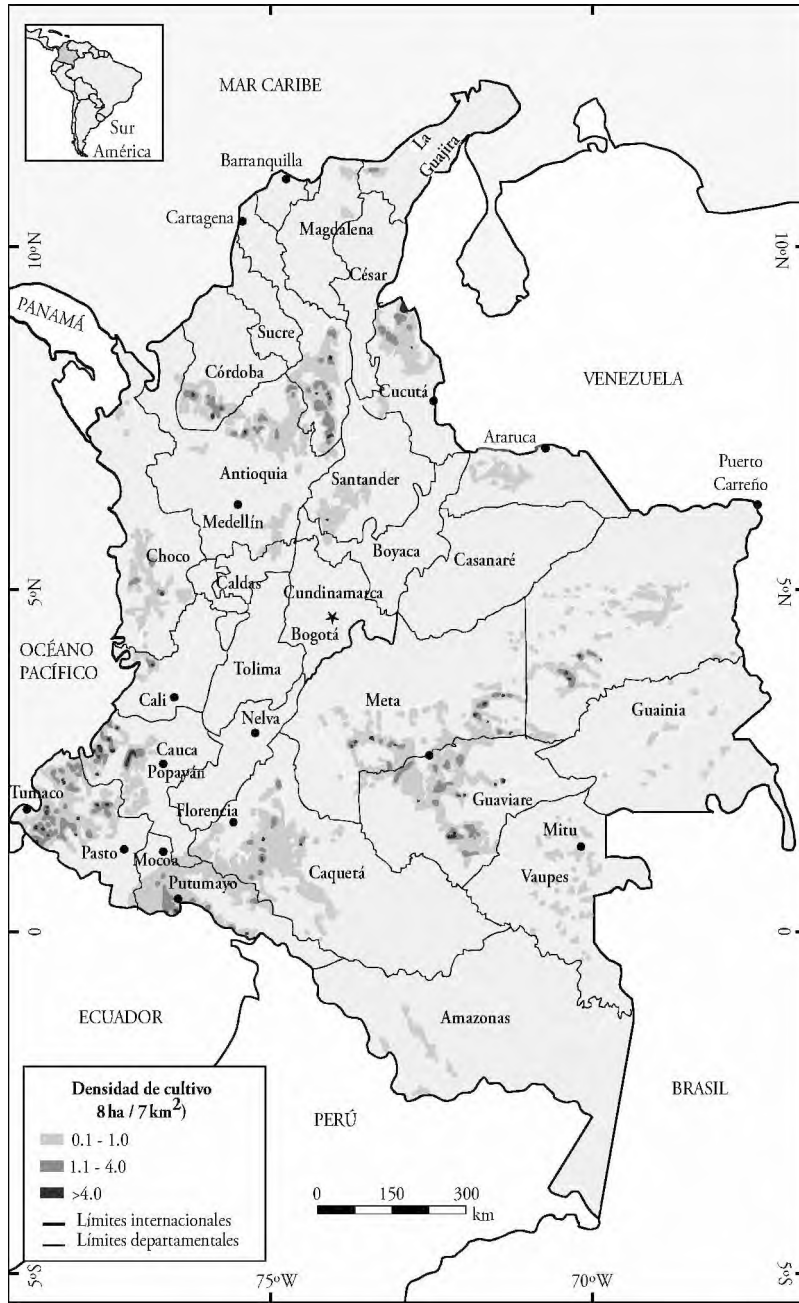 Sur
América
MAR CARIBE
La
Guajira
Barranquilla
Cartagena
Magdalena
10ºN
10ºN
César
PANAMÁ
Sucre
Córdoba
Cucutá
VENEZUELA
Araruca
Puerto
Carreño
Antioquia
Santander
Medellín
Choco
Boyaca
Casanaré
Caldas
5ºN
5ºN
Cundinamarca
Bogotá
OCÉANO
PACÍFICO
Tolima
Cali
Meta
Guainia
Nelva
Cauca
Popayán
Tumaco
Florencia
Guaviare
Mitu
Pasto
Mocoa
Caquetá
Vaupes
Putumayo
0
0
ECUADOR
Amazonas
BRASIL
PERÚ
Densidad de cultivo
8 ha / 7 km2)
0.1 - 1.0
1.1 - 4.0
>4.0
Límites internacionales
Límites departamentales
0 150 300
km
5ºS
75ºW
70ºW
5ºS